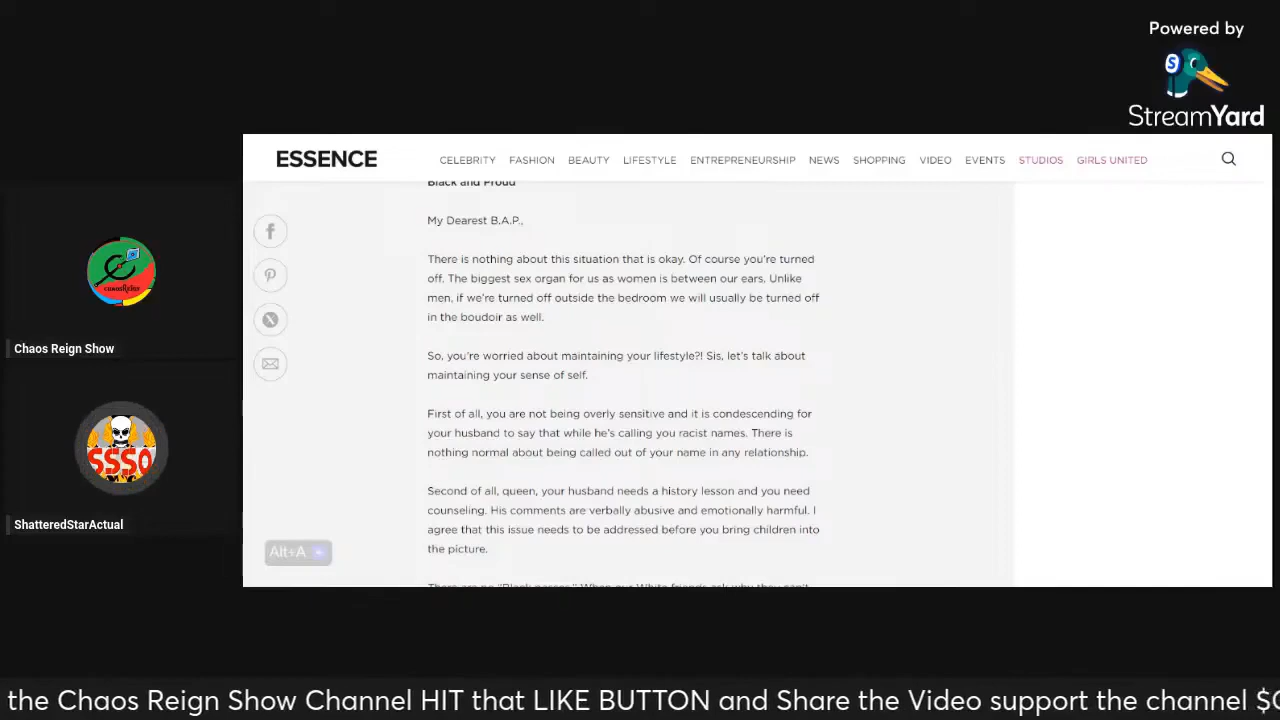 Powered by
StreamYard
ESSENCE
CELEBRITY FASHION BEAUTY LIFESTYLE ENTREPRENEURSHIP NEWS SHOPPING VIDEO EVENTS STUDIOS GIRLS UNITED
Black and Proud
My Dearest B.A.P.,
There is nothing about this situation that is okay. Of course you're turned
off. The biggest sex organ for us as women is between our ears. Unlike
men, if we're turned off outside the bedroom we will usually be turned off
in the boudoir as well.
So, you're worried about maintaining your lifestyle?! Sis, let's talk about
maintaining your sense of self.
First of all, you are not being overly sensitive and it is condescending for
your husband to say that while he's calling you racist names. There is
nothing normal about being called out of your name in any relationship.
Second of all, queen, your husband needs a history lesson and you need
counseling. His comments are verbally abusive and emotionally harmful. I
agree that this issue needs to be addressed before you bring children into
the picture.
Chaos Reign Show
SSSO
ShatteredStarActual
Alt+A
the Chaos Reign Show Channel HIT that LIKE BUTTON and Share the Video support the channel